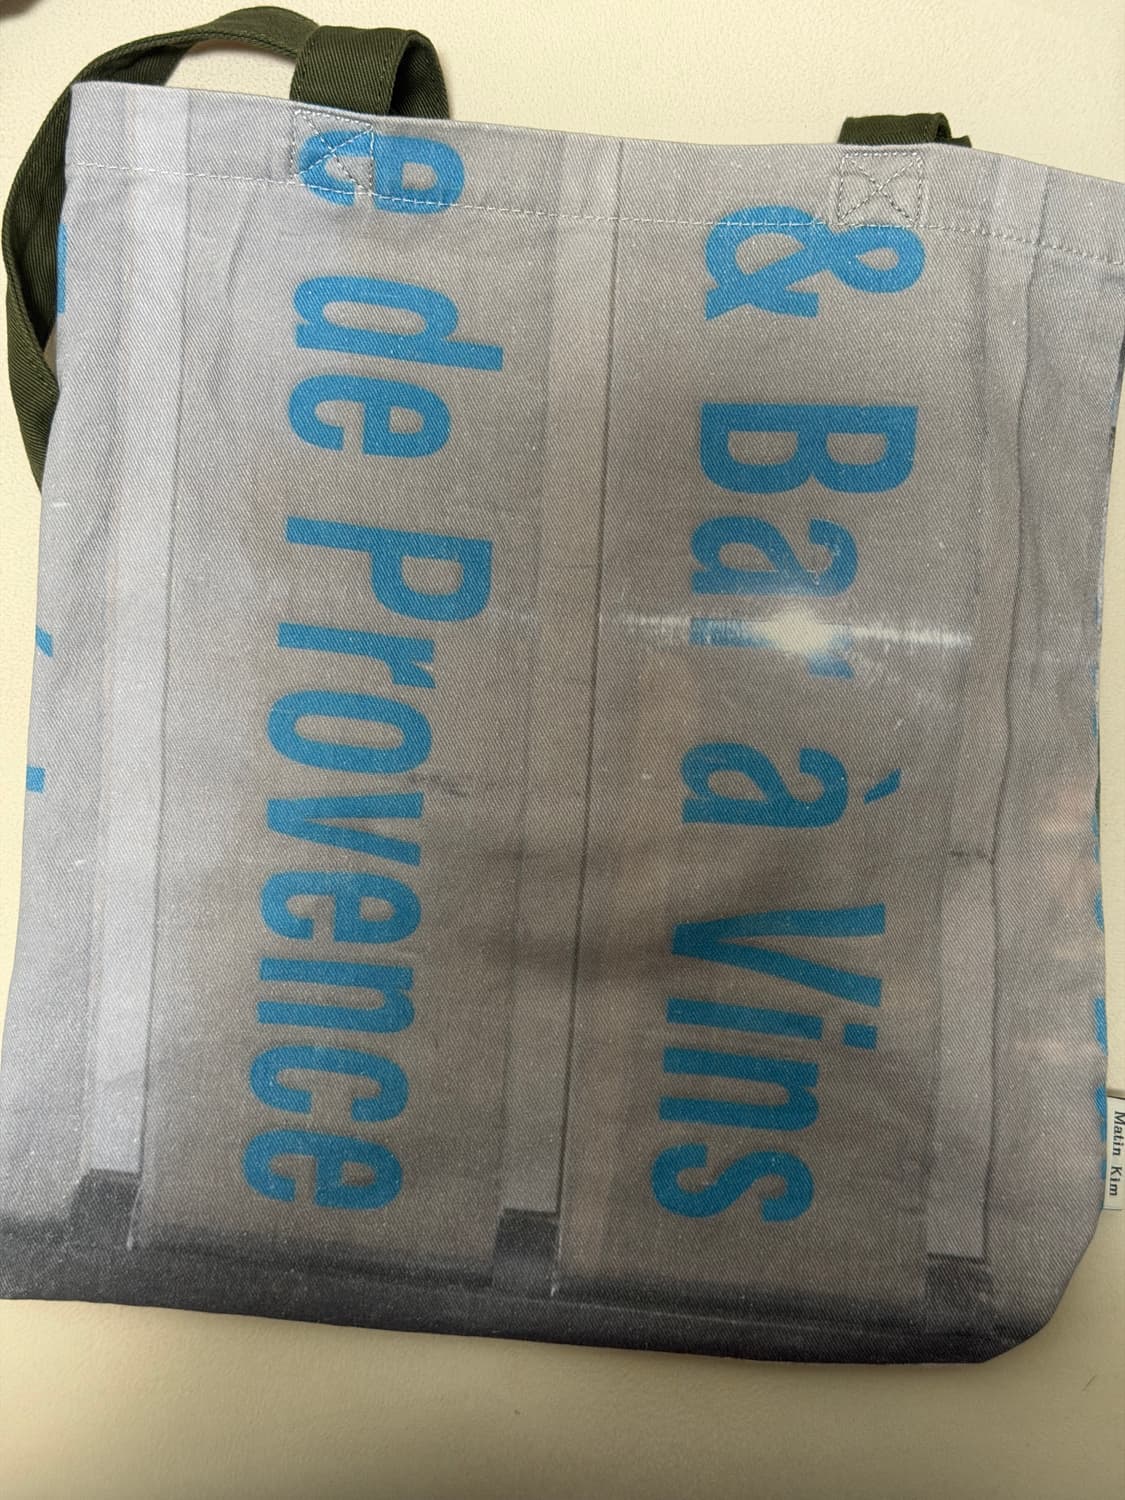 & Bar à Vins
e de Provence
Matin Kim